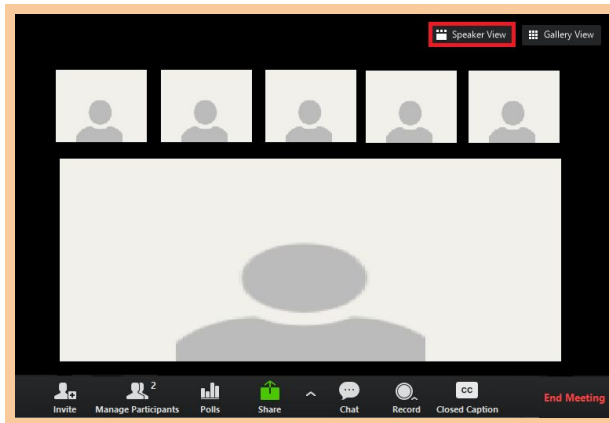 Speaker View Gallery View
2
Invite Manage Participants Polls Share Chat Record CC Closed Caption End Meeting